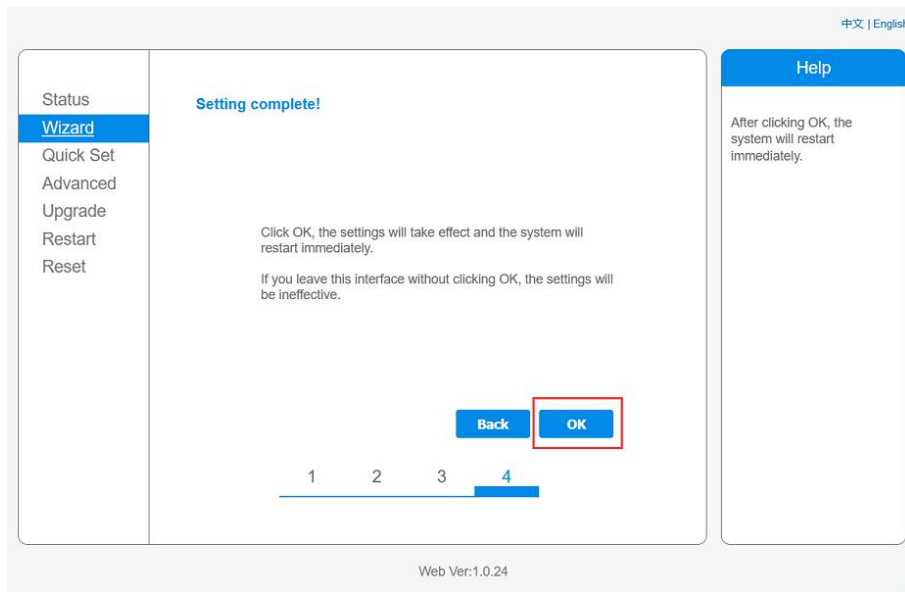 中文 | English
Help
Status
Wizard
Quick Set
Advanced
Upgrade
Restart
Reset
Setting complete!
Click OK, the settings will take effect and the system will
restart immediately.
If you leave this interface without clicking OK, the settings will
be ineffective.
Back OK
1 2 3 4
After clicking OK, the
system will restart
immediately.
Web Ver:1.0.24